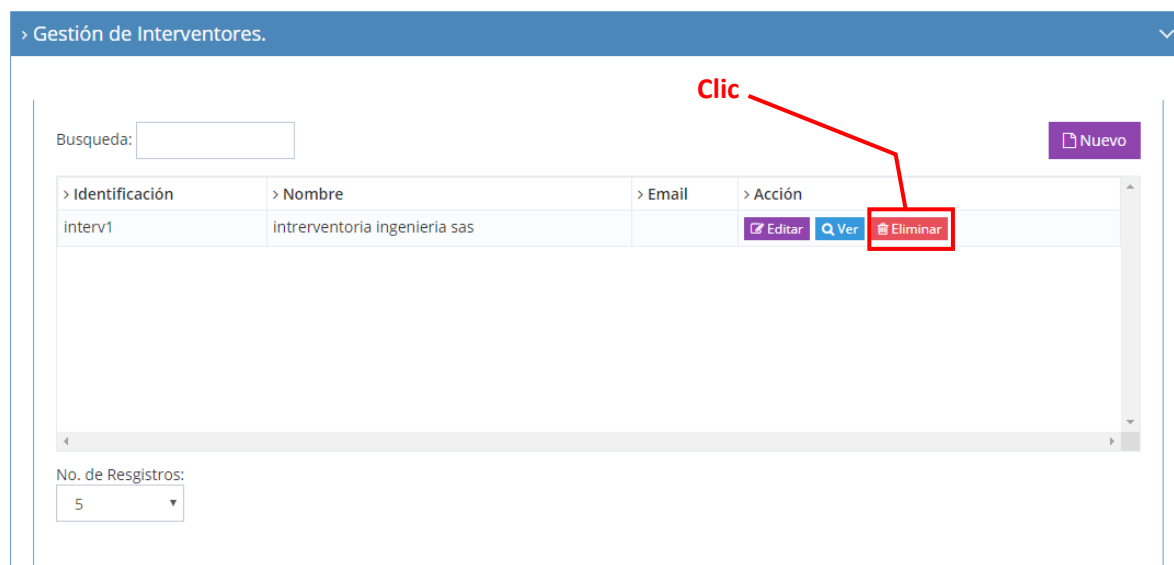 › Gestión de Interventores.
Clic
Busqueda:
Nuevo
› Identificación › Nombre › Email › Acción
interv1 intrerventoria ingenieria sas Editar Ver Eliminar
No. de Resgistros:
5